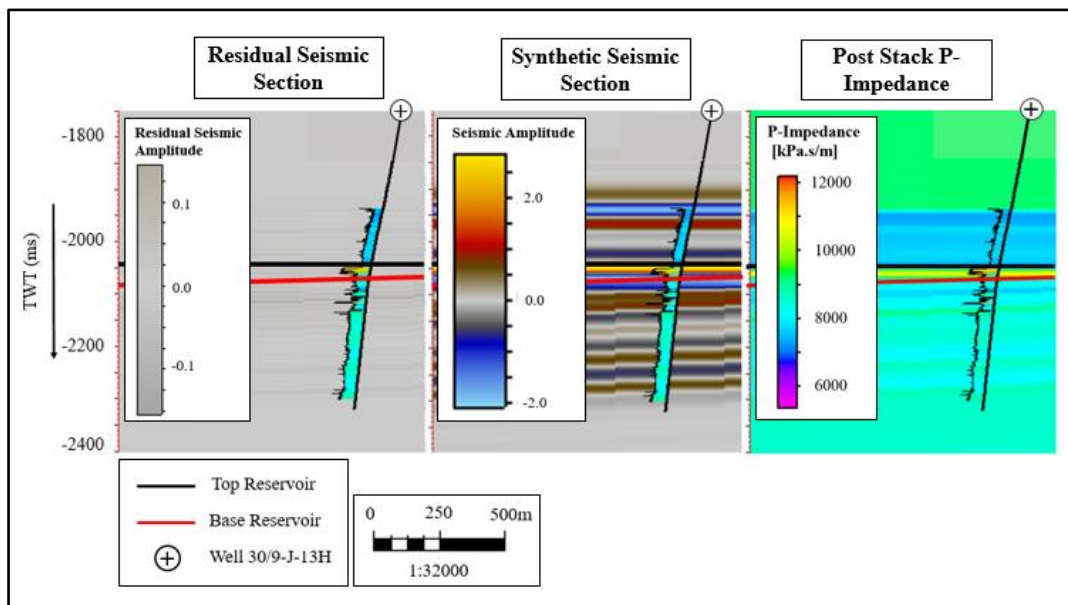 Residual Seismic
Section
Synthetic Seismic
Section
Post Stack P-
Impedance
TWT (ms)
-1800
-2000
-2200
-2400
Residual Seismic
Amplitude
0.1
0.0
-0.1
Seismic Amplitude
2.0
0.0
-2.0
P-Impedance
[kPa.s/m]
12000
10000
8000
6000
Top Reservoir
Base Reservoir
Well 30/9-J-13H
0 250 500m
1:32000